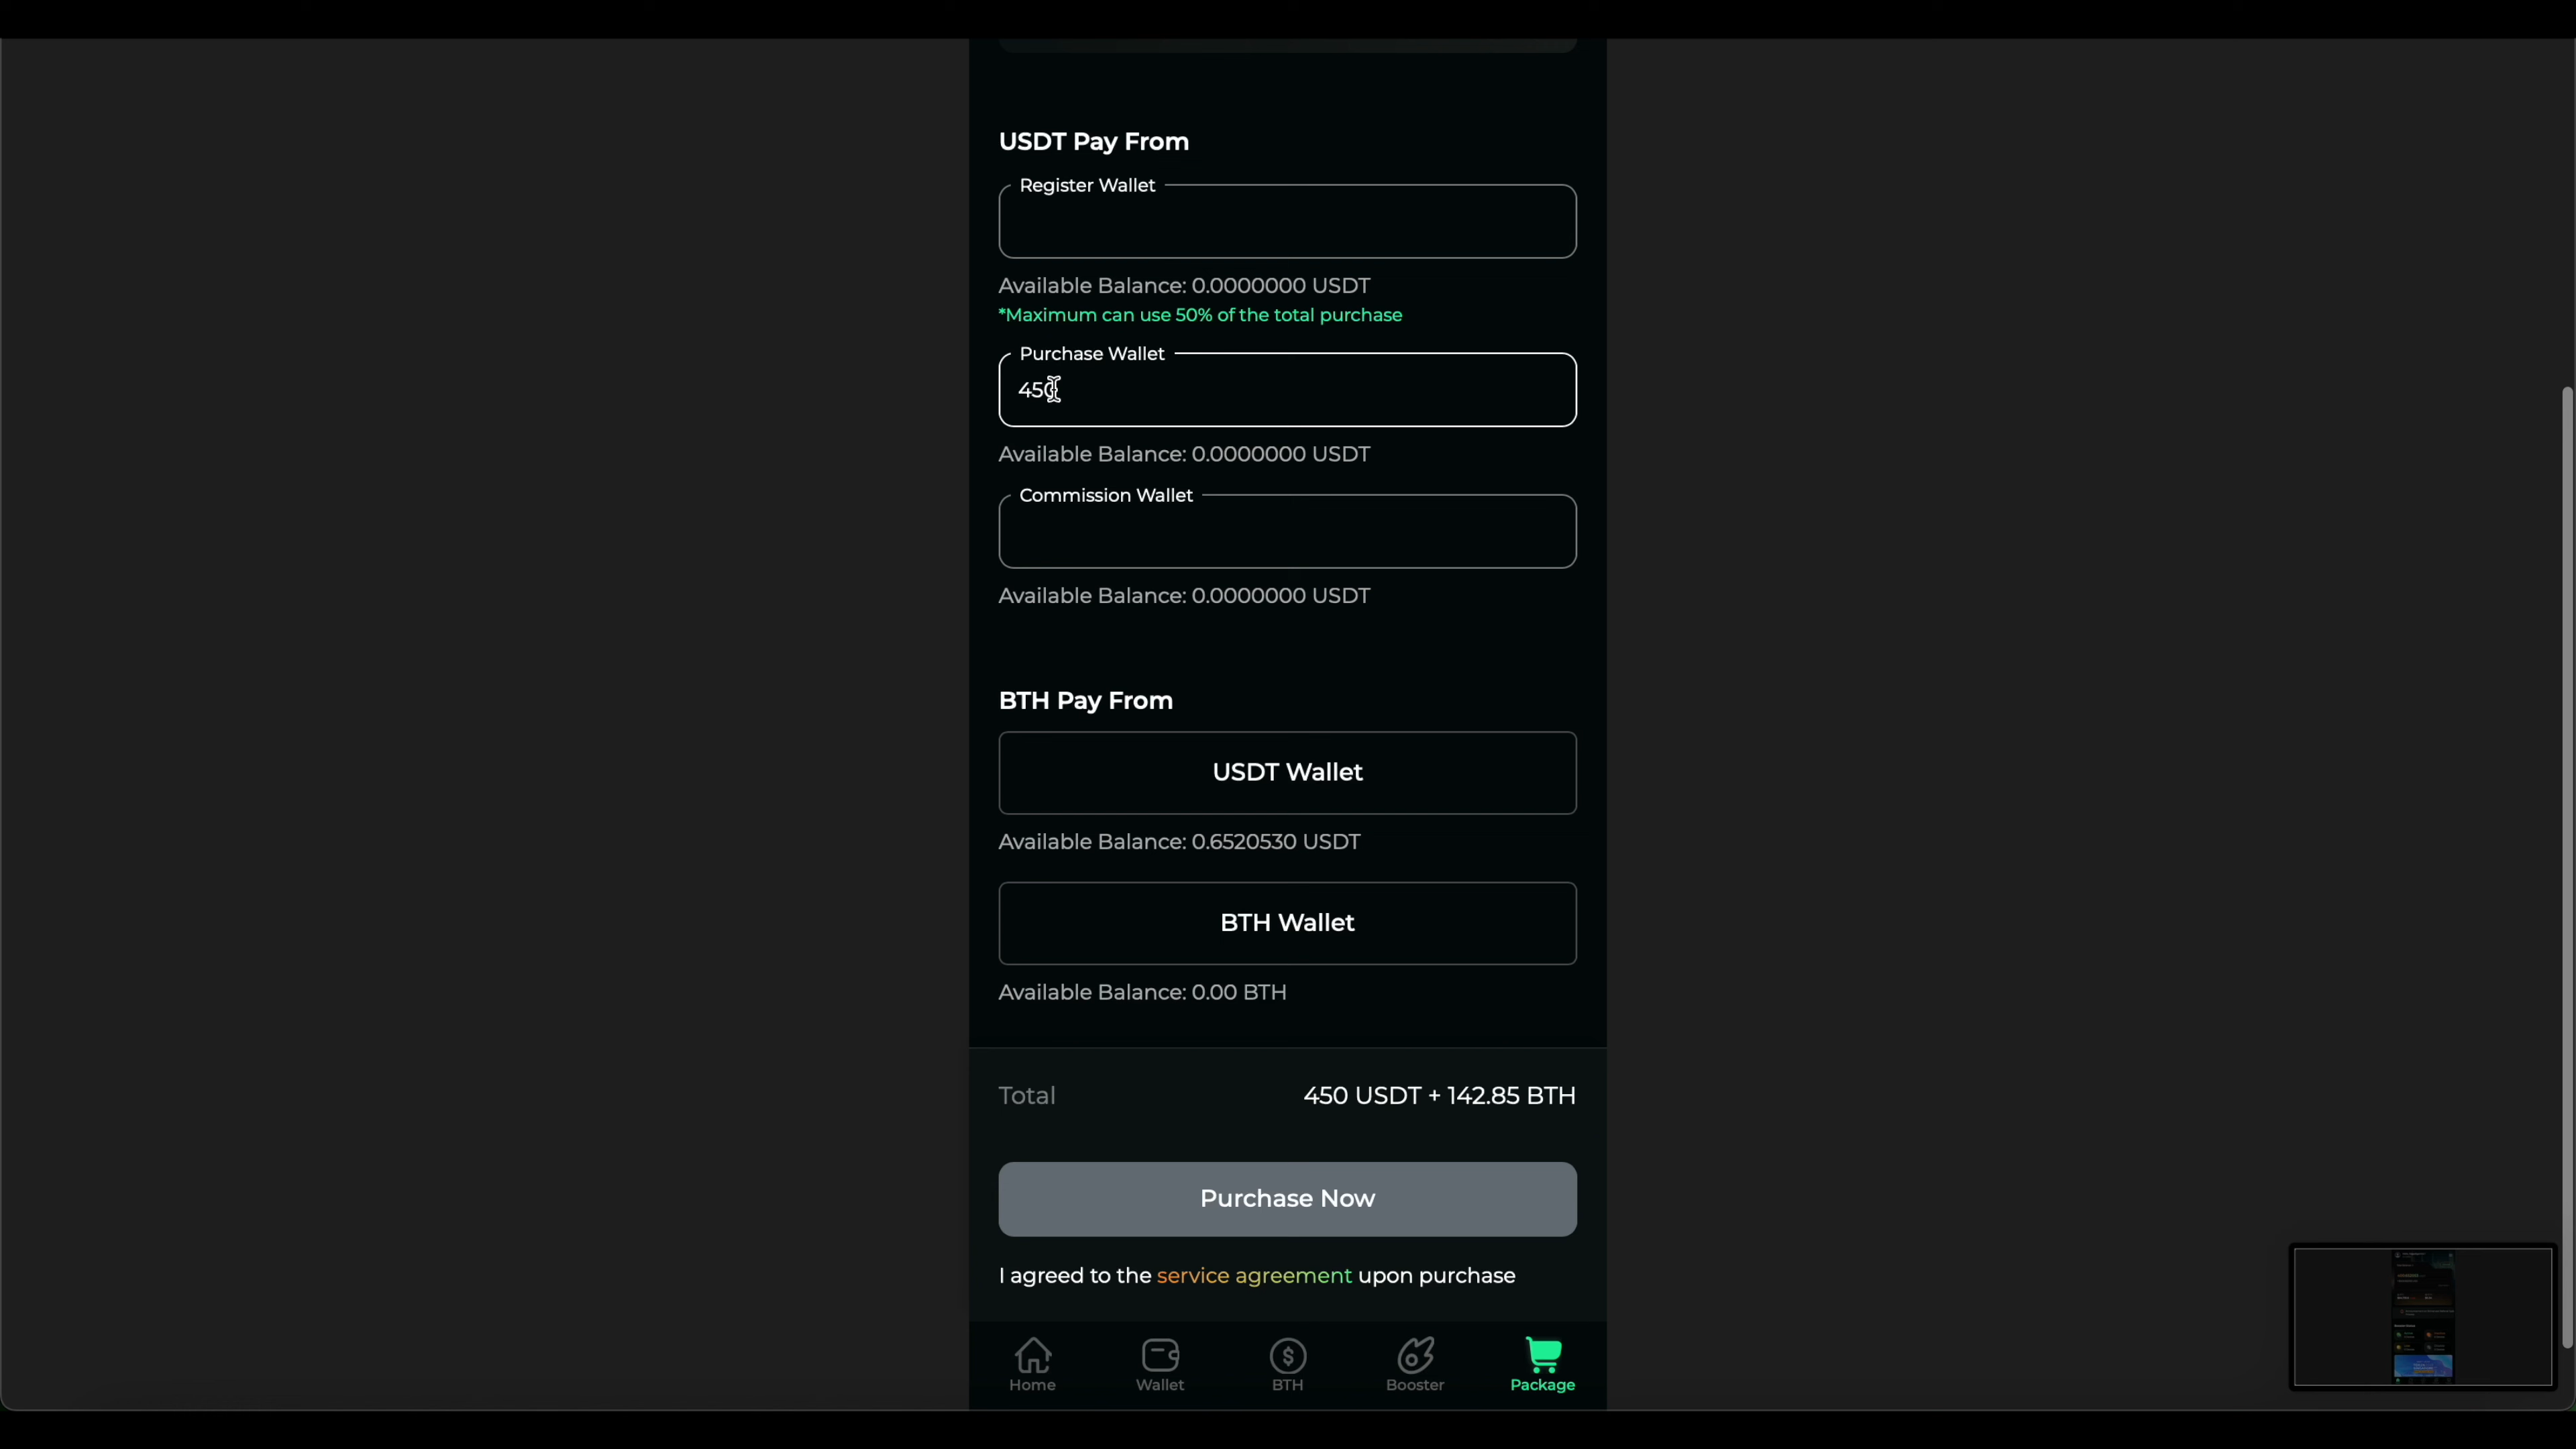 USDT Pay From
Register Wallet
Available Balance: 0.0000000 USDT
*Maximum can use 50% of the total purchase
Purchase Wallet
450
Available Balance: 0.0000000 USDT
Commission Wallet
Available Balance: 0.0000000 USDT
BTH Pay From
USDT Wallet
Available Balance: 0.6520530 USDT
BTH Wallet
Available Balance: 0.00 BTH
Total 450 USDT + 142.85 BTH
Purchase Now
I agreed to the service agreement upon purchase
Home Wallet BTH Booster Package